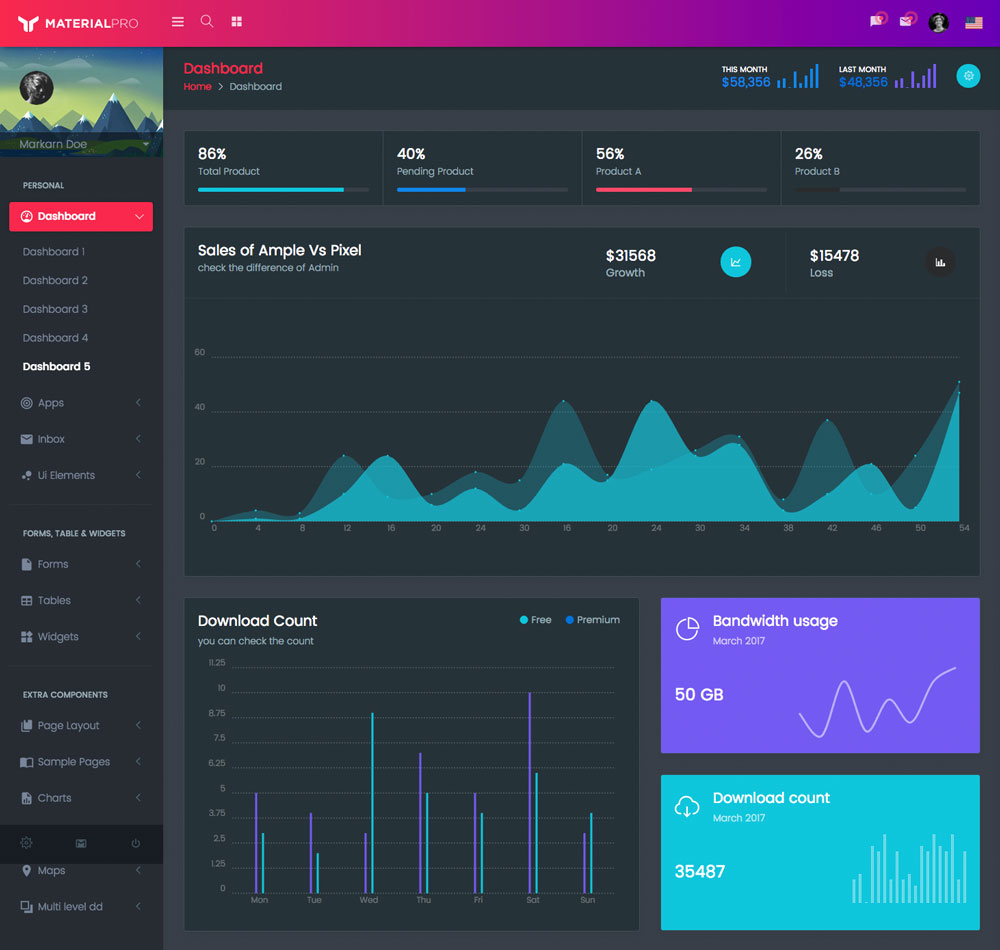 MATERIALPRO
Markarn Doe
PERSONAL
Dashboard
Dashboard 1
Dashboard 2
Dashboard 3
Dashboard 4
Dashboard 5
Apps
Inbox
Ui Elements
FORMS, TABLE & WIDGETS
Forms
Tables
Widgets
EXTRA COMPONENTS
Page Layout
Sample Pages
Charts
Maps
Multi level dd
Dashboard
Home > Dashboard
THIS MONTH
$58,356
LAST MONTH
$48,356
86%
Total Product
40%
Pending Product
56%
Product A
26%
Product B
Sales of Ample Vs Pixel
check the difference of Admin
$31568
Growth
$15478
Loss
60
40
20
0
0 4 8 12 16 20 24 30 16 20 24 30 34 38 42 46 50 54
Download Count
you can check the count
Free Premium
11.25
10
8.75
7.5
6.25
5
3.75
2.5
1.25
0
Mon Tue Wed Thu Fri Sat Sun
Bandwidth usage
March 2017
50 GB
Download count
March 2017
35487